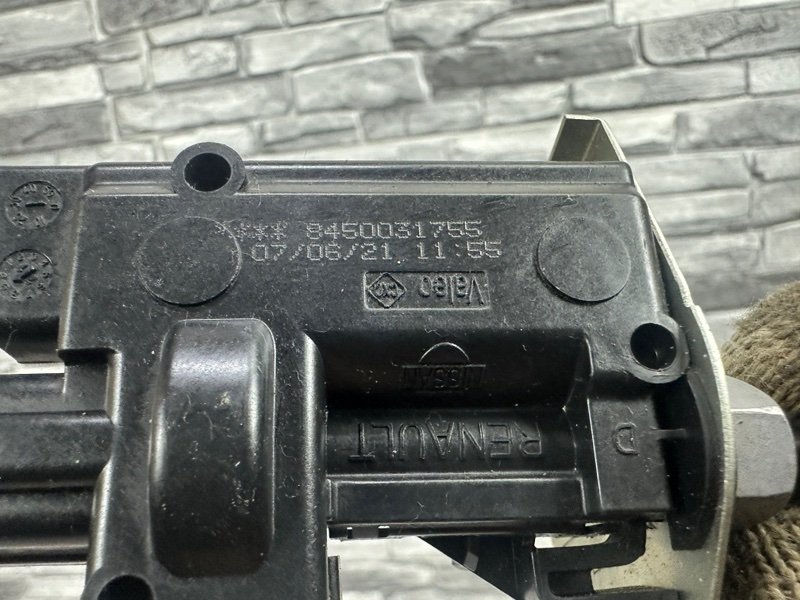 *** 8450031755
07/06/21 11:55
Valeo
NISSAN
RENAULT
D